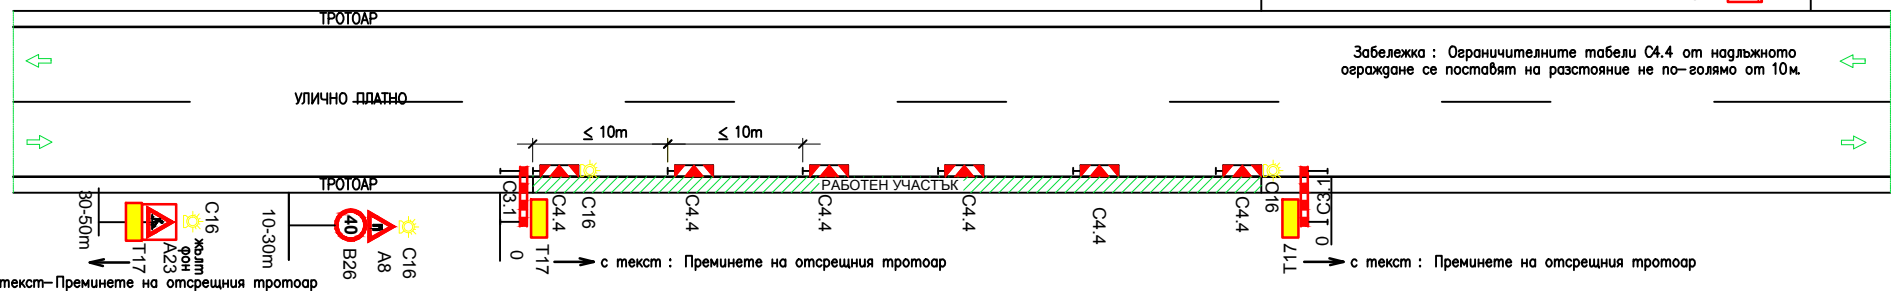 ТРОТОАР
Забележка : Ограничителните табели С4.4 от надлъжното
ограждане се поставят на разстояние не по-голямо от 10м.
УЛИЧНО ПЛАТНО
≤ 10m
≤ 10m
ТРОТОАР
РАБОТЕН УЧАСТЪК
30-50m
T17
A23
жълт
фон
C16
10-30m
40
B26
A8
C16
C3.1
0
T17
C4.4
C16
C4.4
C4.4
C4.4
C4.4
C4.4
C16
T17
C3.1
0
с текст : Преминете на отсрещния тротоар
с текст : Преминете на отсрещния тротоар
текст-Преминете на отсрещния тротоар